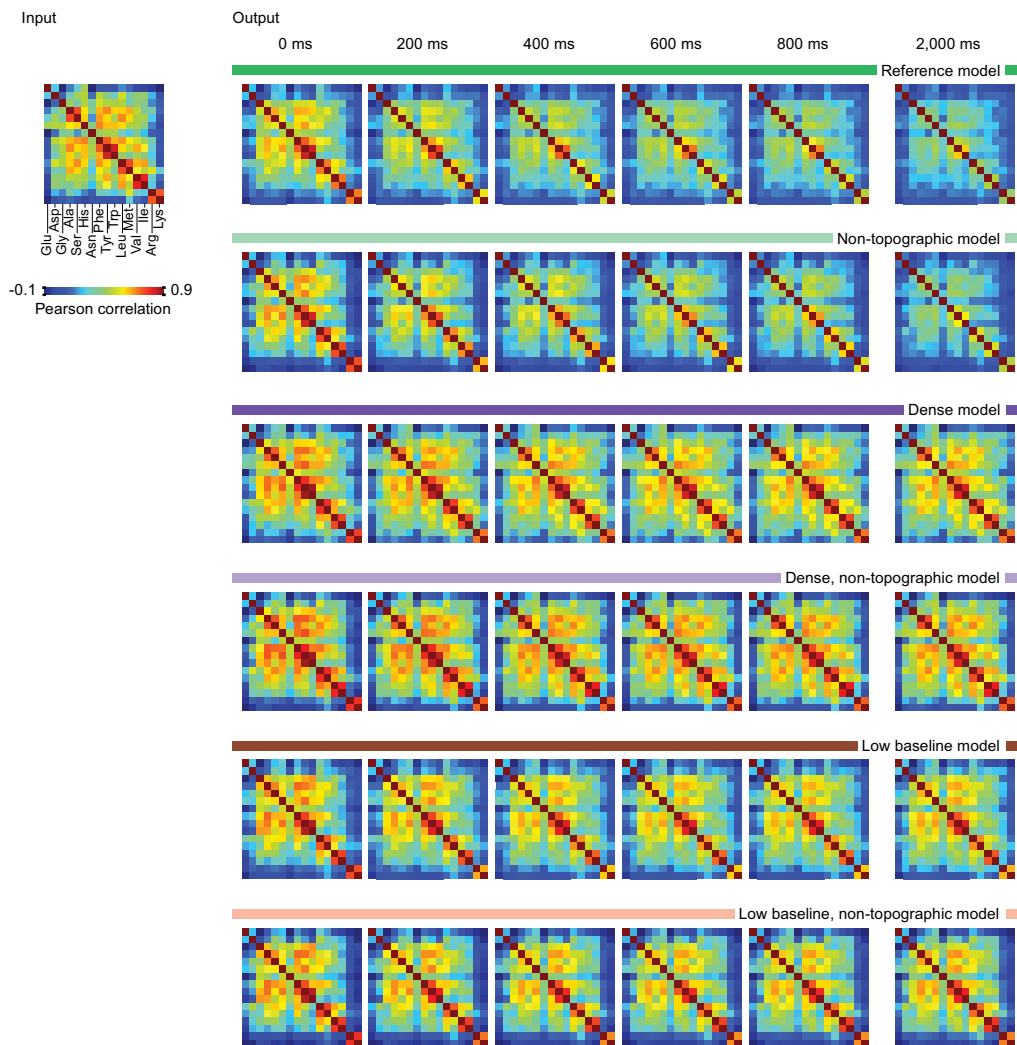 Input
Output
0 ms 200 ms 400 ms 600 ms 800 ms 2,000 ms
Reference model
Glu
Asp
Gly
Ala
Ser
His
Asn
Phe
Tyr
Trp
Leu
Met
Val
Ile
Arg
Lys
Non-topographic model
-0.1 0.9
Pearson correlation
Dense model
Dense, non-topographic model
Low baseline model
Low baseline, non-topographic model